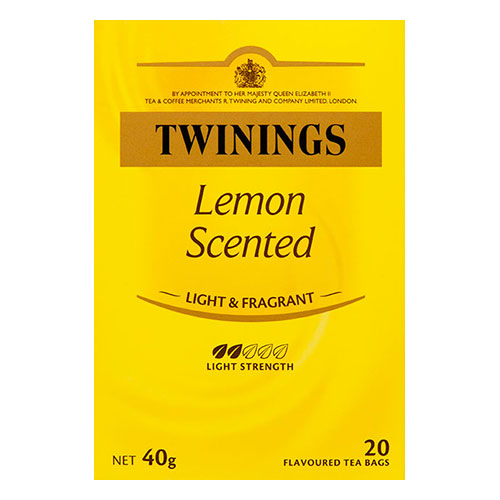 BY APPOINTMENT TO HER MAJESTY QUEEN ELIZABETH II
TEA & COFFEE MERCHANTS R. TWINING AND COMPANY LIMITED, LONDON.
TWININGS
Lemon
Scented
LIGHT & FRAGRANT
LIGHT STRENGTH
NET 40g
20
FLAVOURED TEA BAGS